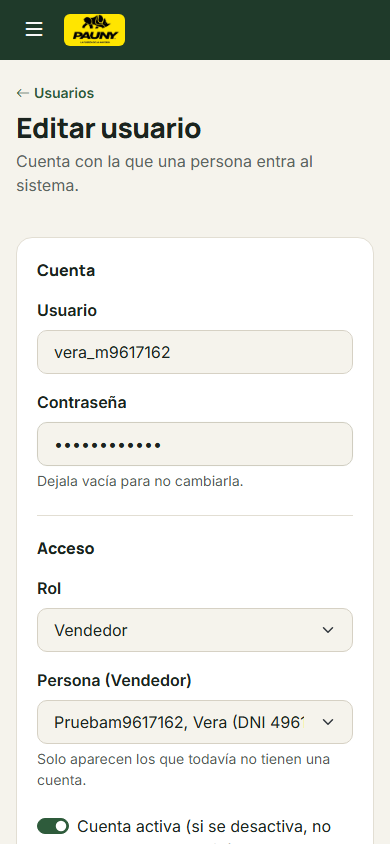 PAUNY
← Usuarios
Editar usuario
Cuenta con la que una persona entra al
sistema.
Cuenta
Usuario
vera_m9617162
Contraseña
••••••••••••
Dejala vacía para no cambiarla.
Acceso
Rol
Vendedor
Persona (Vendedor)
Pruebam9617162, Vera (DNI 496
Solo aparecen los que todavía no tienen una
cuenta.
Cuenta activa (si se desactiva, no